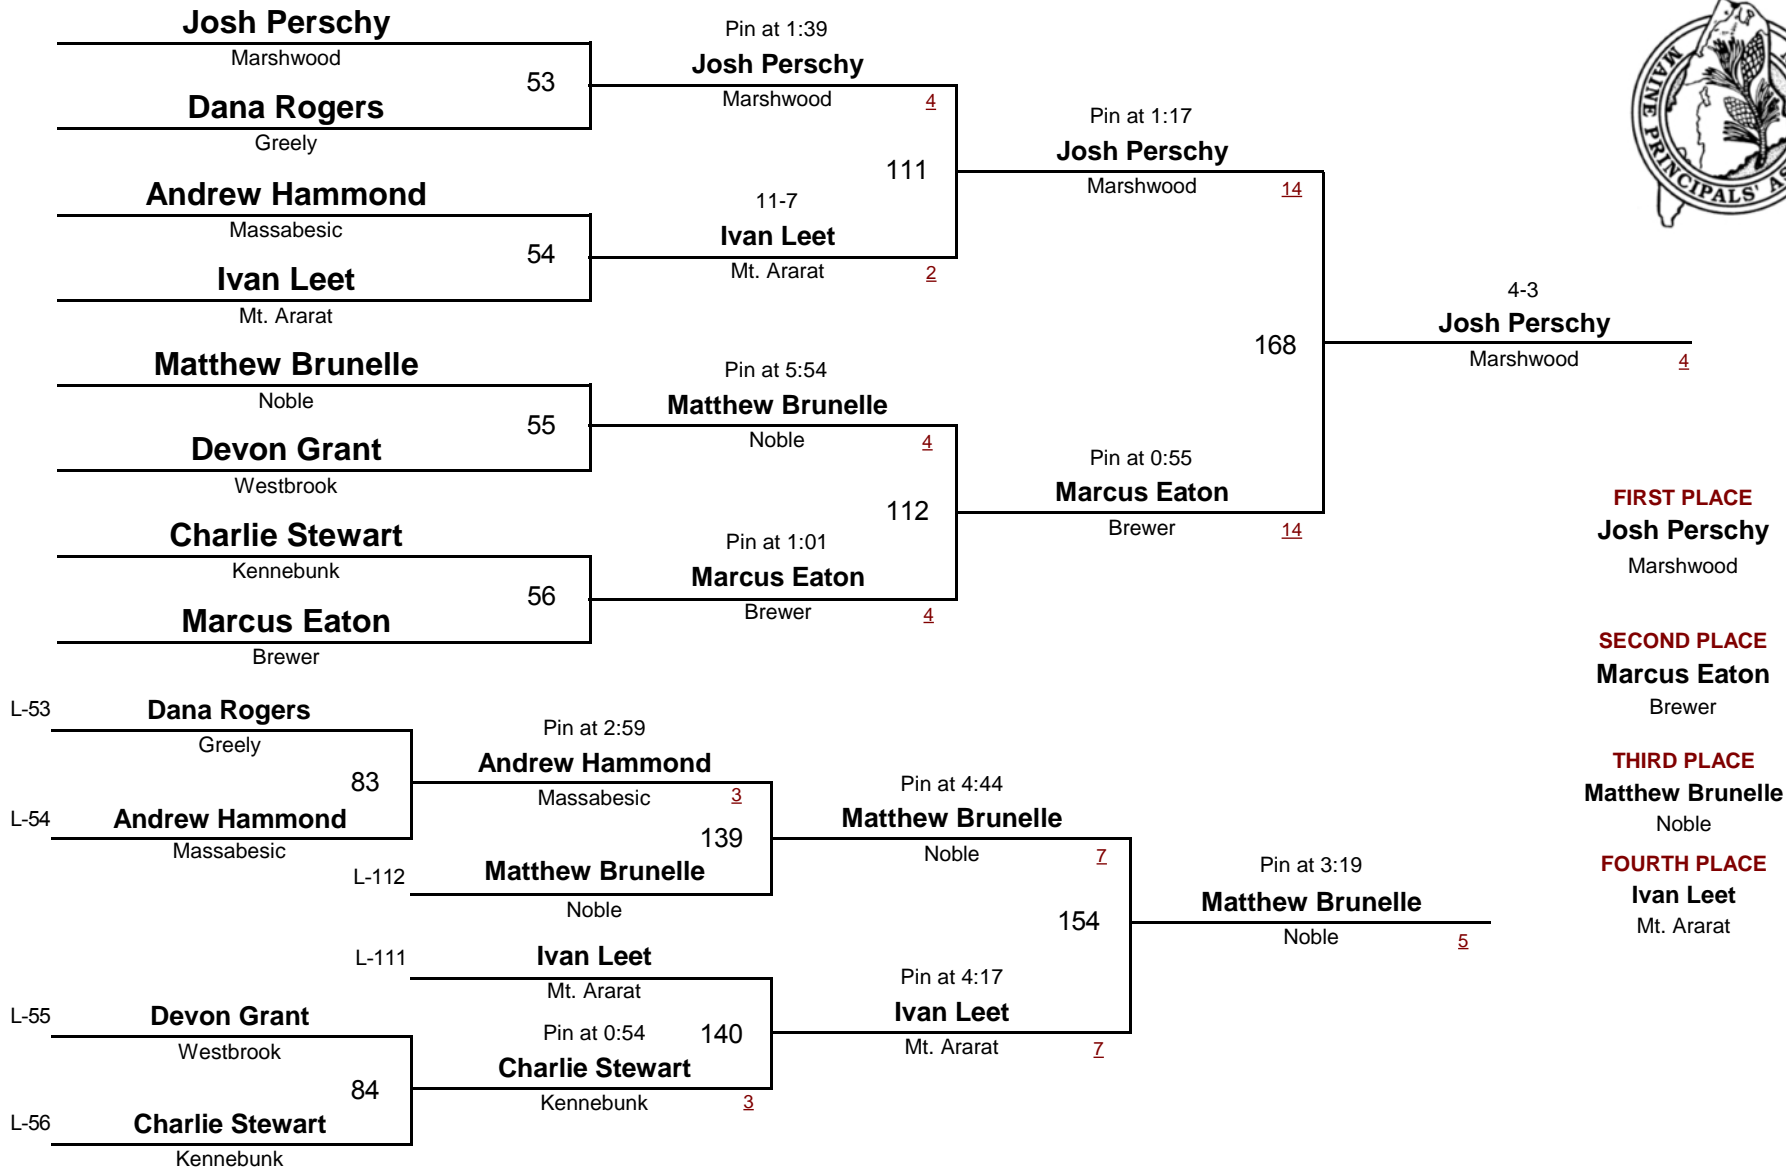 Josh Perschy
Marshwood
53
Dana Rogers
Greely
Andrew Hammond
Massabesic
54
Ivan Leet
Mt. Ararat
Matthew Brunelle
Noble
55
Devon Grant
Westbrook
Charlie Stewart
Kennebunk
56
Marcus Eaton
Brewer
Pin at 1:39
Josh Perschy
Marshwood 4
111
11-7
Ivan Leet
Mt. Ararat 2
Pin at 5:54
Matthew Brunelle
Noble 4
112
Pin at 1:01
Marcus Eaton
Brewer 4
Pin at 1:17
Josh Perschy
Marshwood 14
168
Pin at 0:55
Marcus Eaton
Brewer 14
4-3
Josh Perschy
Marshwood 4
MAINE PRINCIPALS' AS
FIRST PLACE
Josh Perschy
Marshwood
SECOND PLACE
Marcus Eaton
Brewer
THIRD PLACE
Matthew Brunelle
Noble
FOURTH PLACE
Ivan Leet
Mt. Ararat
L-53 Dana Rogers
Greely
83
L-54 Andrew Hammond
Massabesic
Pin at 2:59
Andrew Hammond
Massabesic 3
139
L-112 Matthew Brunelle
Noble
L-111 Ivan Leet
Mt. Ararat
L-55 Devon Grant
Westbrook
84
L-56 Charlie Stewart
Kennebunk
Pin at 0:54 140
Charlie Stewart
Kennebunk 3
Pin at 4:44
Matthew Brunelle
Noble 7
154
Pin at 4:17
Ivan Leet
Mt. Ararat 7
Pin at 3:19
Matthew Brunelle
Noble 5